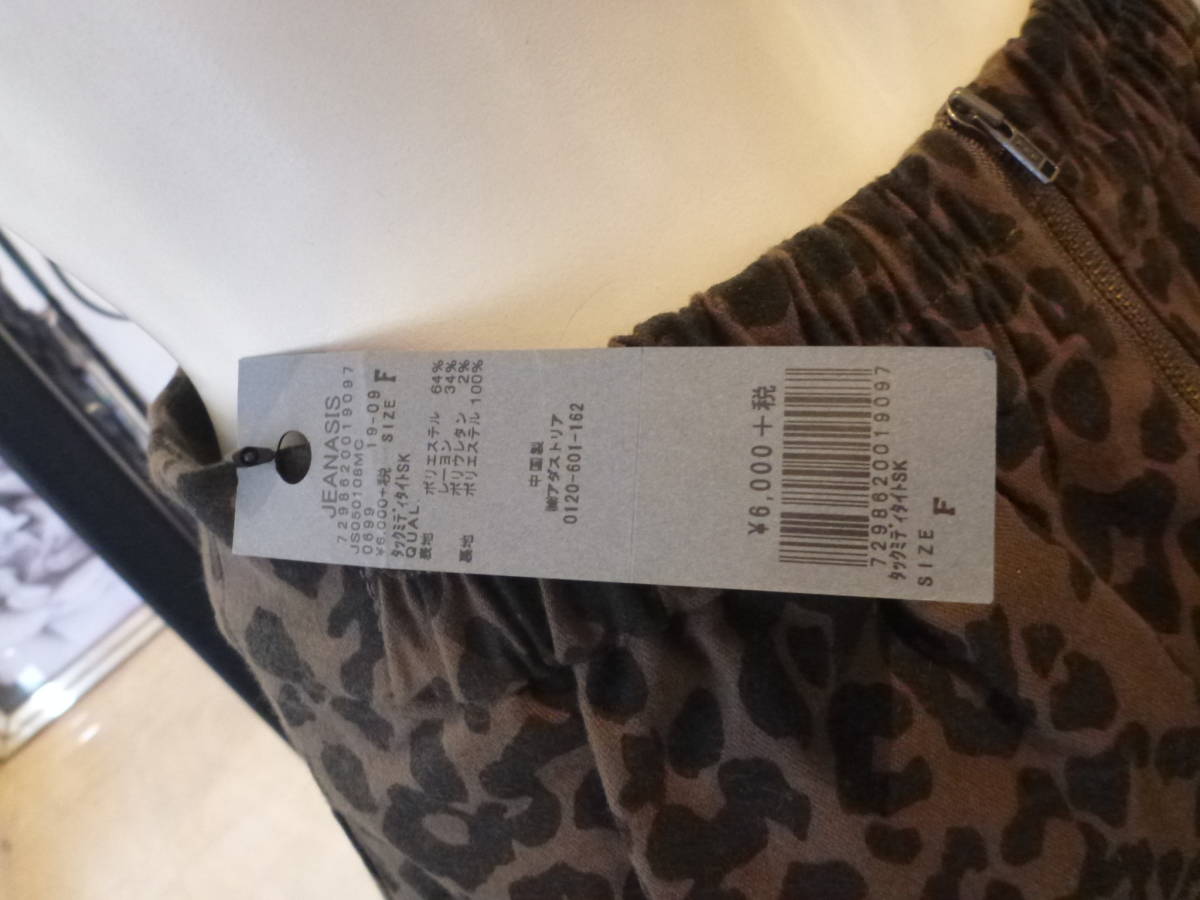 JEANASIS
7298620019097
JS050108MC
0899 19-09
¥6,000+税 SIZE F
タックミディタイトSK
QUAL.
表地 ポリエステル 64%
レーヨン 34%
ポリウレタン 2%
裏地 ポリエステル 100%
中国製
㈱アダストリア
0120-601-162
¥6,000+税
7298620019097
タックミディタイトSK
SIZE F